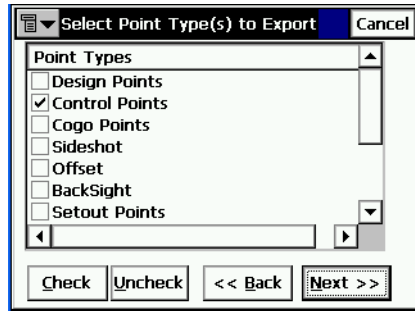 Select Point Type(s) to Export Cancel
Point Types
Design Points
Control Points
Cogo Points
Sideshot
Offset
BackSight
Setout Points
Check Uncheck << Back Next >>